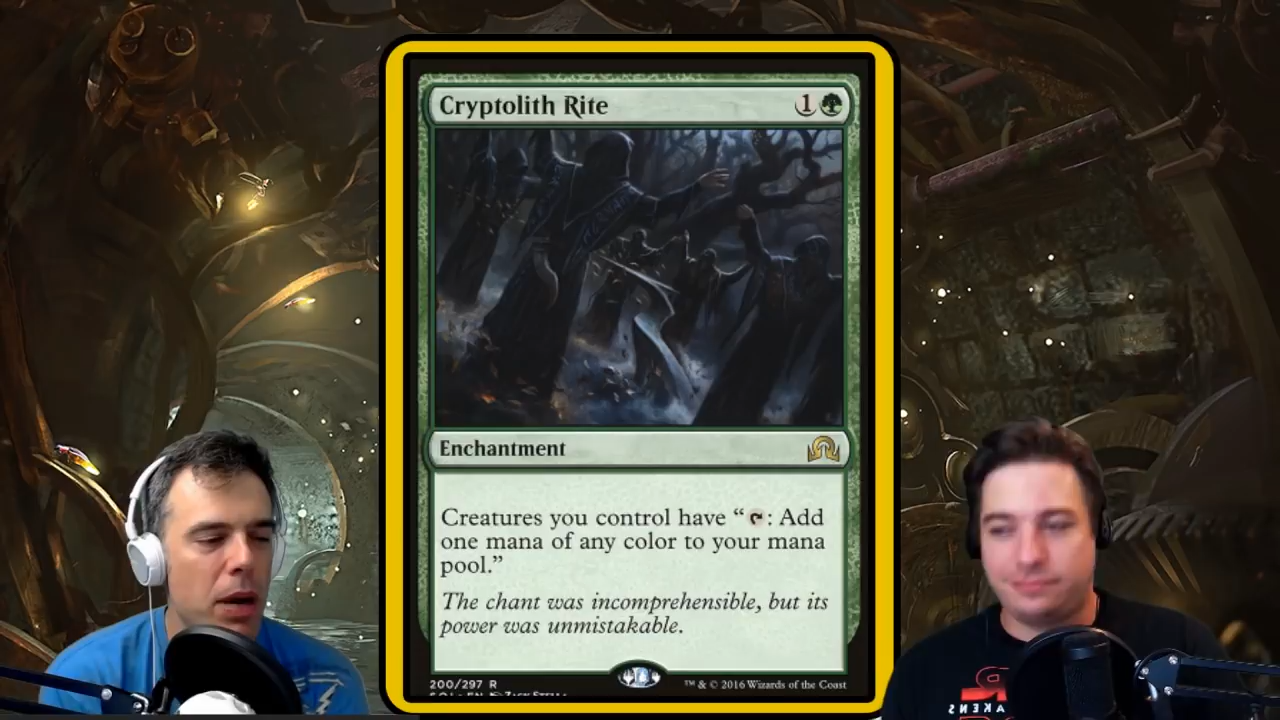 Cryptolith Rite
1
Enchantment
Creatures you control have “ : Add
one mana of any color to your mana
pool.”
The chant was incomprehensible, but its
power was unmistakable.
200/297 R
™ & © 2016 Wizards of the Coast